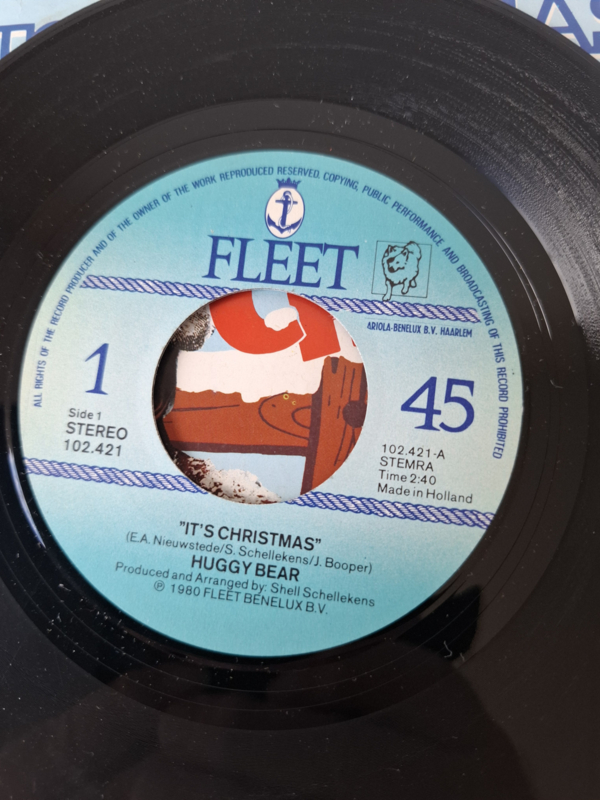 ALL RIGHTS OF THE RECORD PRODUCER AND OF THE OWNER OF THE WORK REPRODUCED RESERVED. COPYING, PUBLIC PERFORMANCE AND BROADCASTING OF THIS RECORD PROHIBITED
FLEET
ARIOLA-BENELUX B.V. HAARLEM
1
45
Side 1
STEREO
102.421
102.421-A
STEMRA
Time 2:40
Made in Holland
"IT'S CHRISTMAS"
(E.A. Nieuwstede/S. Schellekens/J. Booper)
HUGGY BEAR
Produced and Arranged by: Shell Schellekens
℗ 1980 FLEET BENELUX B.V.